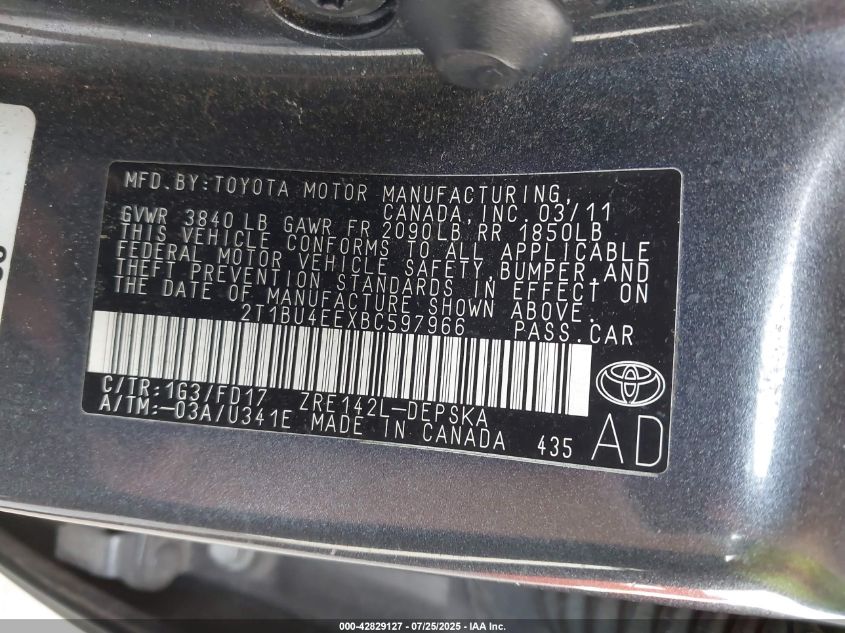 MFD.BY:TOYOTA MOTOR MANUFACTURING,
CANADA, INC. 03/11
GVWR 3840 LB GAWR FR 2090LB, RR 1850LB
THIS VEHICLE CONFORMS TO ALL APPLICABLE
FEDERAL MOTOR VEHICLE SAFETY, BUMPER, AND
THEFT PREVENTION STANDARDS IN EFFECT ON
THE DATE OF MANUFACTURE SHOWN ABOVE.
2T1BU4EEXBC597966 PASS.CAR
C/TR:1G3/FD17 ZRE142L-DEPSKA
A/TM:-03A/U341E MADE IN CANADA 435
AD
000-42829127 - 07/25/2025 - IAA Inc.